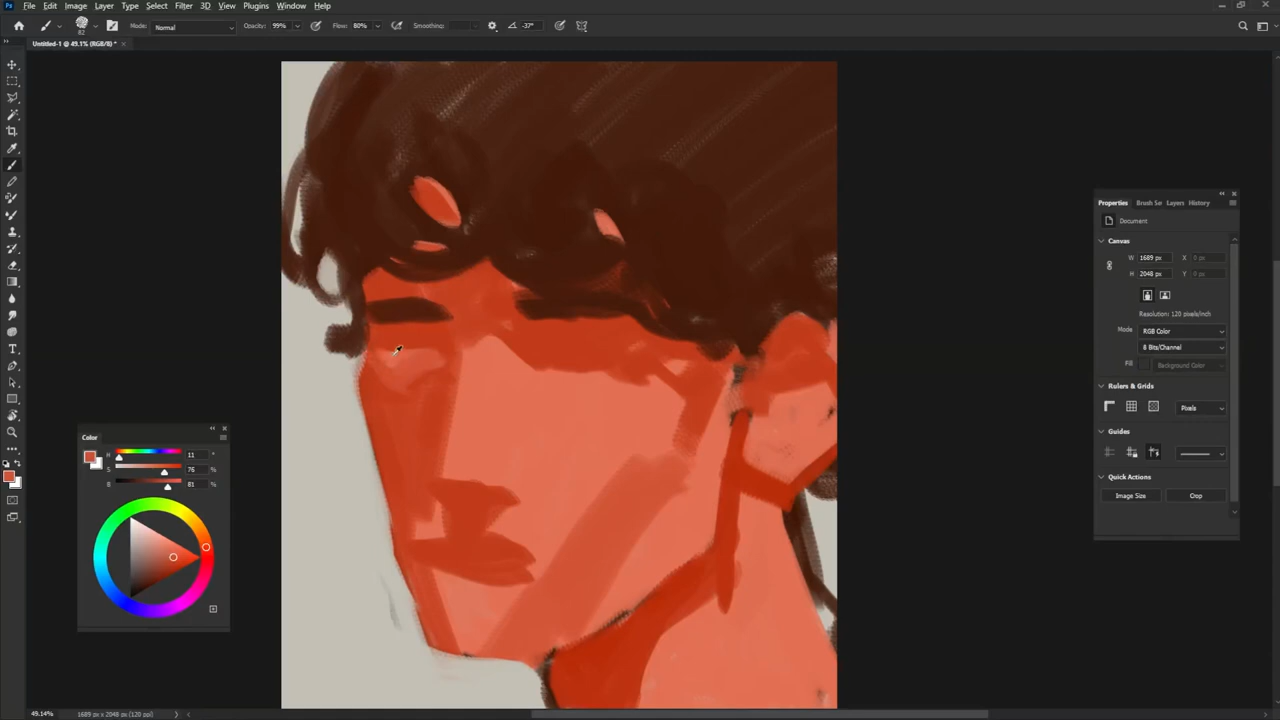 Ps File Edit Image Layer Type Select Filter 3D View Plugins Window Help
82 Mode: Normal Opacity: 99% Flow: 80% Smoothing: -37°
Untitled-1 @ 49.1% (RGB/8) * ×
Properties Brush Se Layers History
Document
Canvas
W 1689 px X 0 px
H 2048 px Y 0 px
Resolution: 120 pixels/inch
Mode RGB Color
8 Bits/Channel
Fill Background Color
Rulers & Grids
Pixels
Guides
Quick Actions
Image Size Crop
Color
H 11 °
S 76 %
B 81 %
49.14% 1689 px x 2048 px (120 ppi)